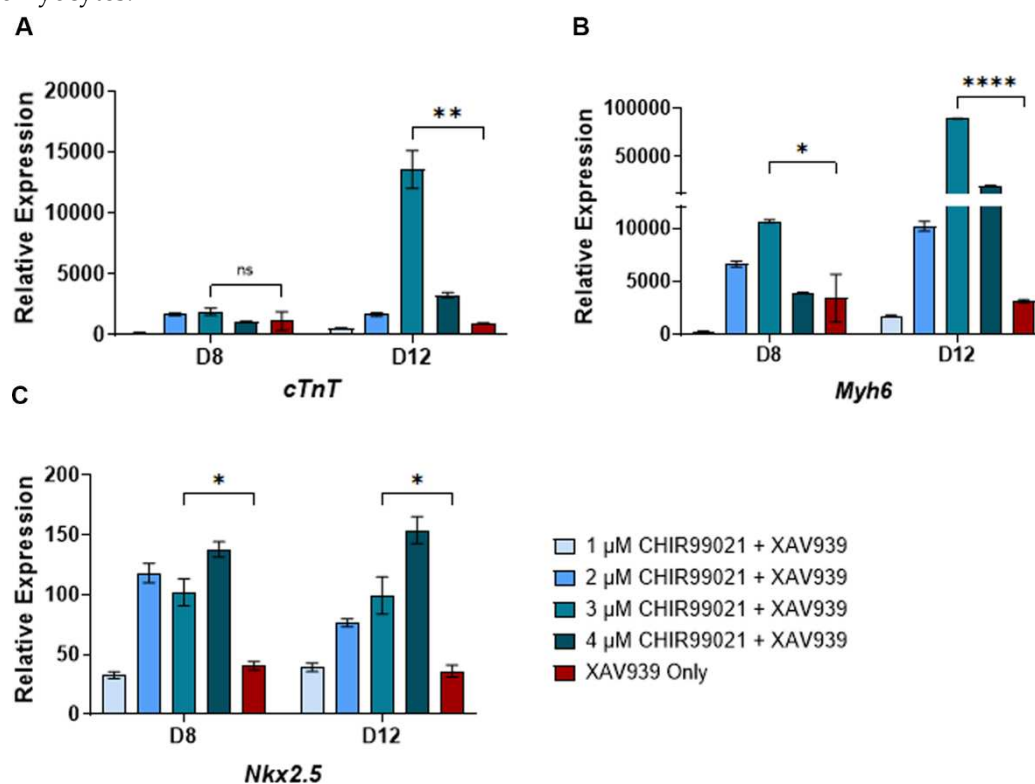 A
B
20000
15000
10000
5000
0
Relative Expression
ns
**
D8
D12
cTnT
100000
50000
10000
5000
0
Relative Expression
*
****
D8
D12
Myh6
C
200
150
100
50
0
Relative Expression
*
*
D8
D12
Nkx2.5
1 µM CHIR99021 + XAV939
2 µM CHIR99021 + XAV939
3 µM CHIR99021 + XAV939
4 µM CHIR99021 + XAV939
XAV939 Only